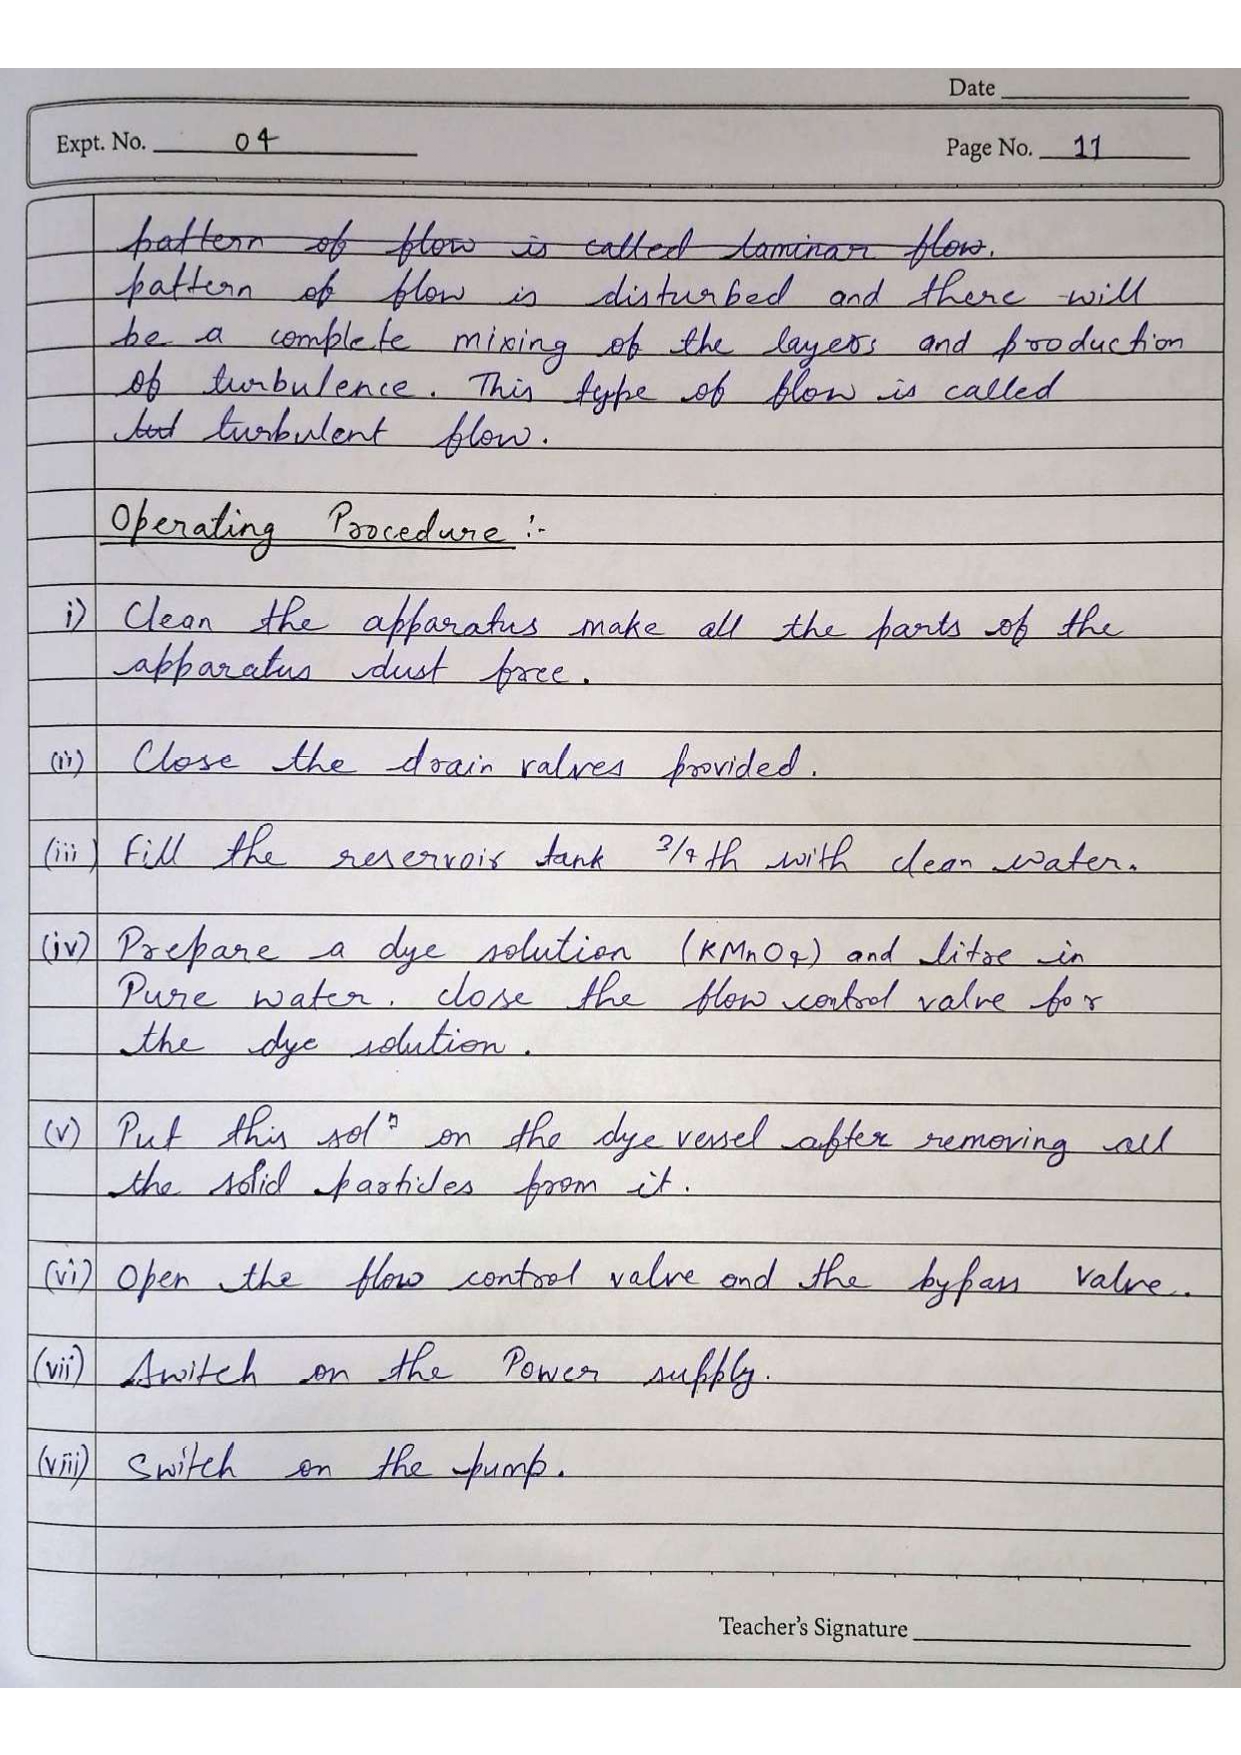 Date
Expt. No. 04
Page No. 11
pattern of flow is called laminar flow.
pattern of flow is disturbed and there will
be a complete mixing of the layers and production
of turbulence. This type of flow is called
turbulent flow.
Operating Procedure :-
i) Clean the apparatus make all the parts of the
apparatus dust free.
(ii) Close the drain valves provided.
(iii) Fill the reservoir tank 3/4th with clean water.
(iv) Prepare a dye solution (KMnO4) and litre in
Pure water. close the flow control valve for
the dye solution.
(v) Put this solⁿ on the dye vessel after removing all
the solid particles from it.
(vi) Open the flow control valve and the bypass valve.
(vii) Switch on the Power supply.
(viii) Switch on the pump.
Teacher's Signature